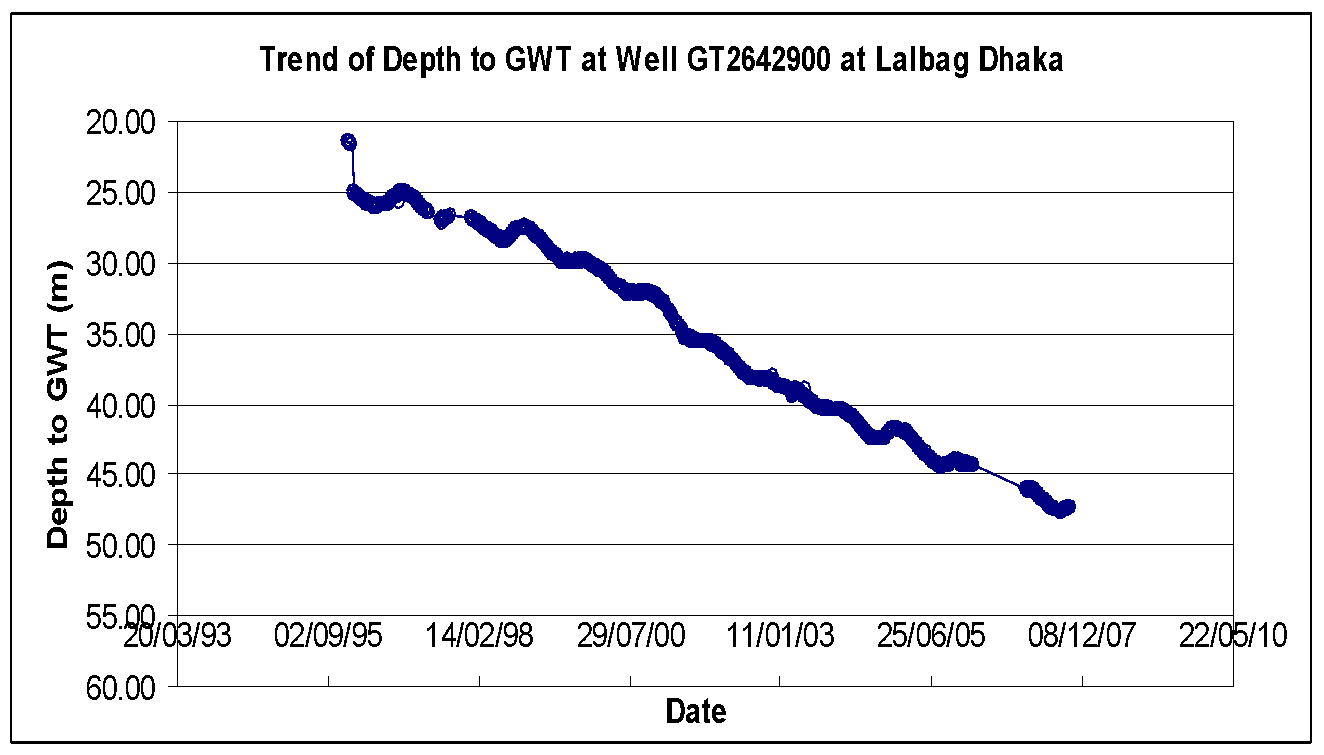 Trend of Depth to GWT at Well GT2642900 at Lalbag Dhaka
20.00
25.00
30.00
35.00
40.00
45.00
50.00
55.00
60.00
Depth to GWT (m)
20/03/93 02/09/95 14/02/98 29/07/00 11/01/03 25/06/05 08/12/07 22/05/10
Date